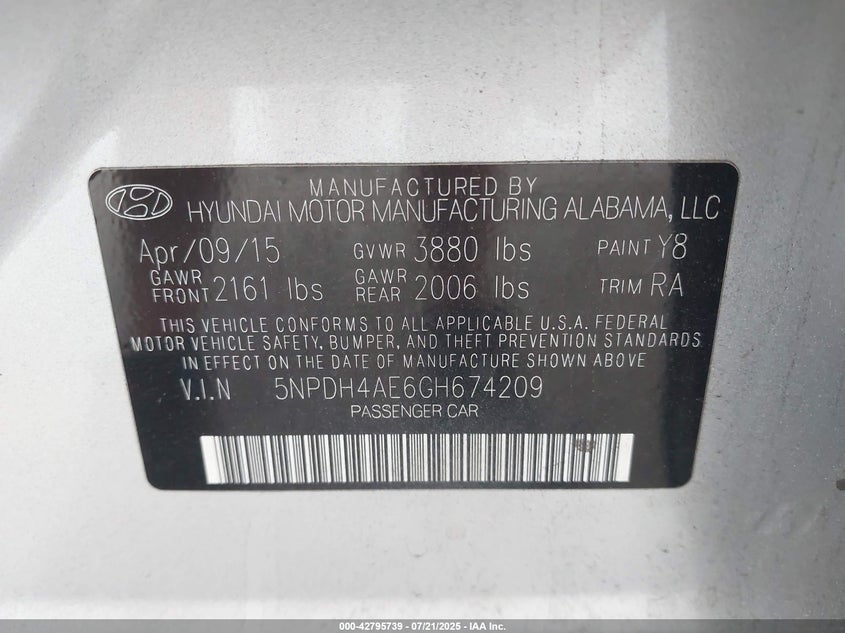 MANUFACTURED BY
HYUNDAI MOTOR MANUFACTURING ALABAMA, LLC
Apr/09/15 GVWR 3880 lbs PAINT Y8
GAWR FRONT 2161 lbs GAWR REAR 2006 lbs TRIM RA
THIS VEHICLE CONFORMS TO ALL APPLICABLE U.S.A. FEDERAL
MOTOR VEHICLE SAFETY, BUMPER, AND THEFT PREVENTION STANDARDS
IN EFFECT ON THE DATE OF MANUFACTURE SHOWN ABOVE
V.I.N 5NPDH4AE6GH674209
PASSENGER CAR
000-42795739 - 07/21/2025 - IAA Inc.